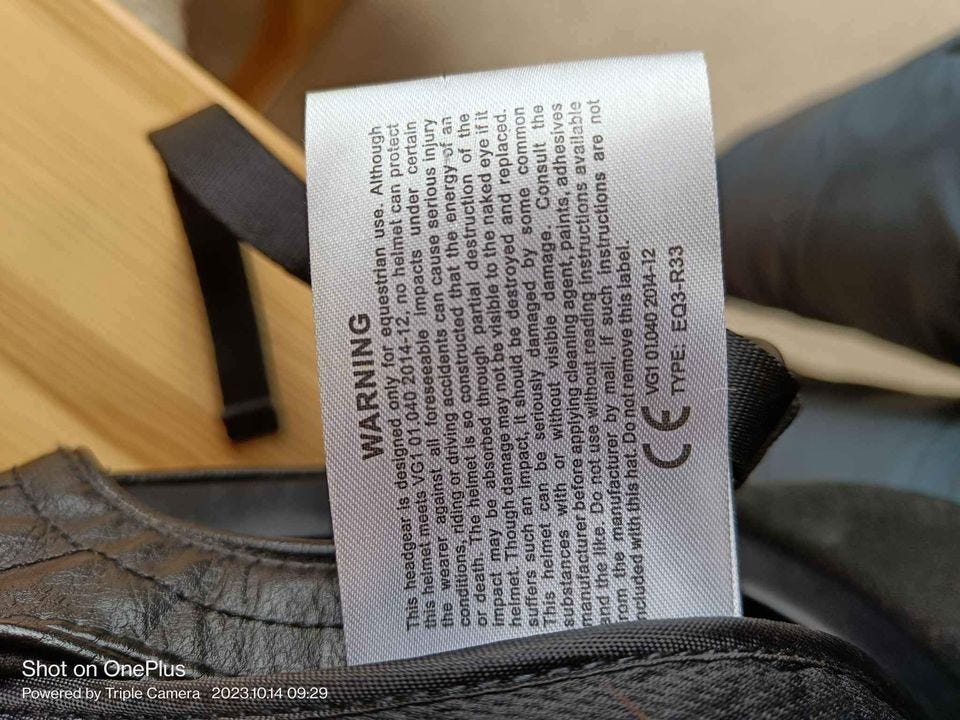 WARNING
This headgear is designed only for equestrian use. Although
this helmet meets VG1 01.040 2014-12, no helmet can protect
the wearer against all foreseeable impacts under certain
conditions, riding or driving accidents can cause serious injury
or death. The helmet is so constructed that the energy of an
impact may be absorbed through partial destruction of the
helmet. Though damage may not be visible to the naked eye if it
suffers such an impact, it should be destroyed and replaced.
This helmet can be seriously damaged by some common
substances with or without visible damage. Consult the
manufacturer before applying cleaning agent, paints, adhesives
and the like. Do not use without reading instructions available
from the manufacturer by mail, if such instructions are not
included with this hat. Do not remove this label.
CE VG1 01.040 2014-12
TYPE: EQ3-R33
Shot on OnePlus
Powered by Triple Camera 2023.10.14 09:29